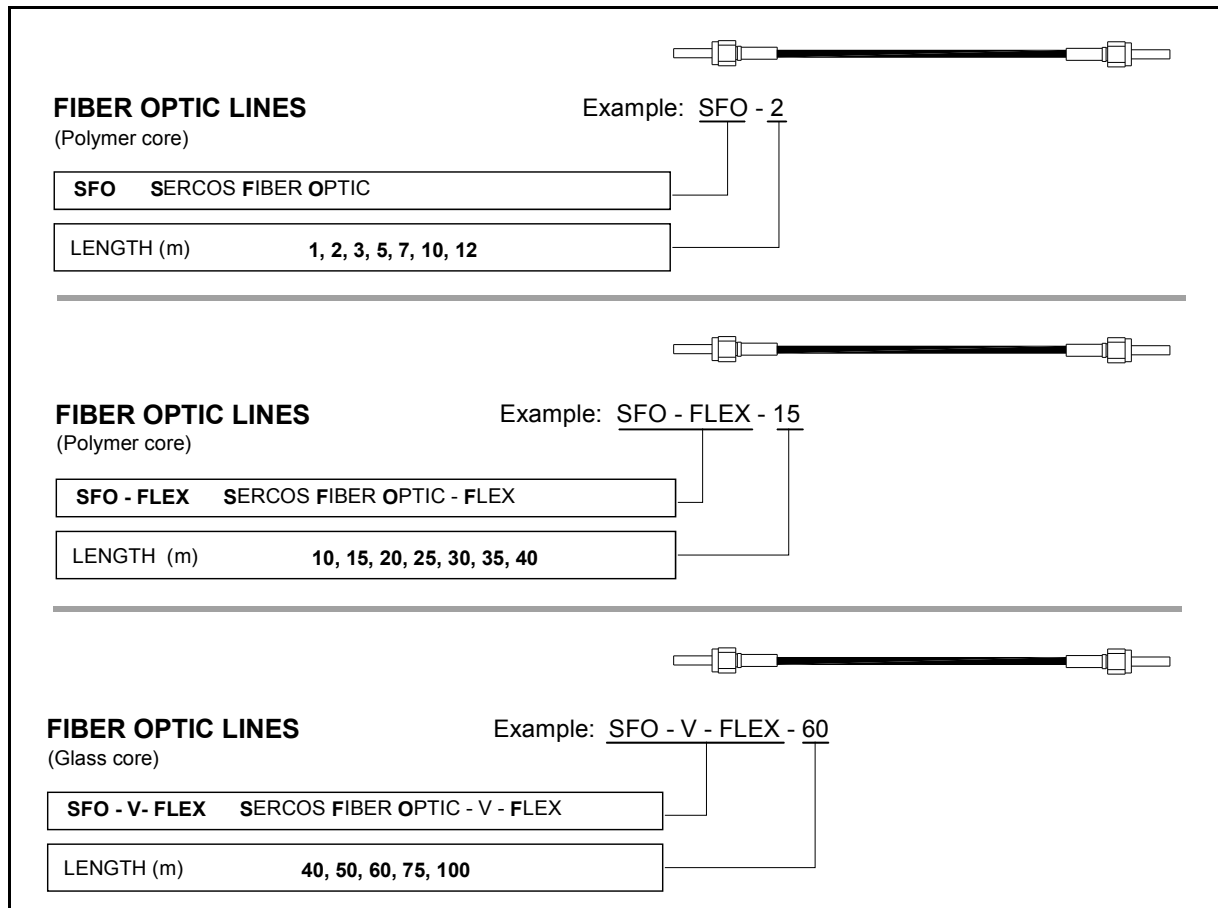 FIBER OPTIC LINES
Example: SFO - 2
(Polymer core)
SFO SERCOS FIBER OPTIC
LENGTH (m) 1, 2, 3, 5, 7, 10, 12
FIBER OPTIC LINES
Example: SFO - FLEX - 15
(Polymer core)
SFO - FLEX SERCOS FIBER OPTIC - FLEX
LENGTH (m) 10, 15, 20, 25, 30, 35, 40
FIBER OPTIC LINES
Example: SFO - V - FLEX - 60
(Glass core)
SFO - V- FLEX SERCOS FIBER OPTIC - V - FLEX
LENGTH (m) 40, 50, 60, 75, 100